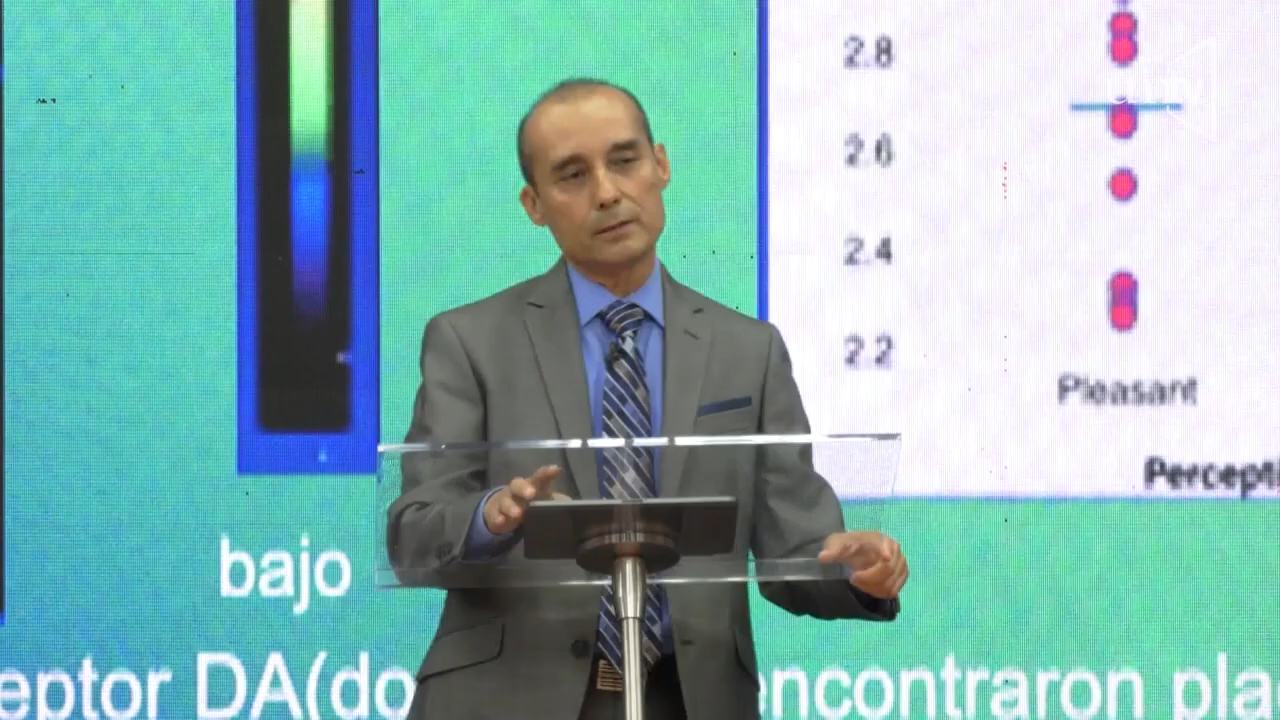 2.8
2.6
2.4
2.2
Pleasant
Percepti
bajo
eptor DA(do
encontraron pla